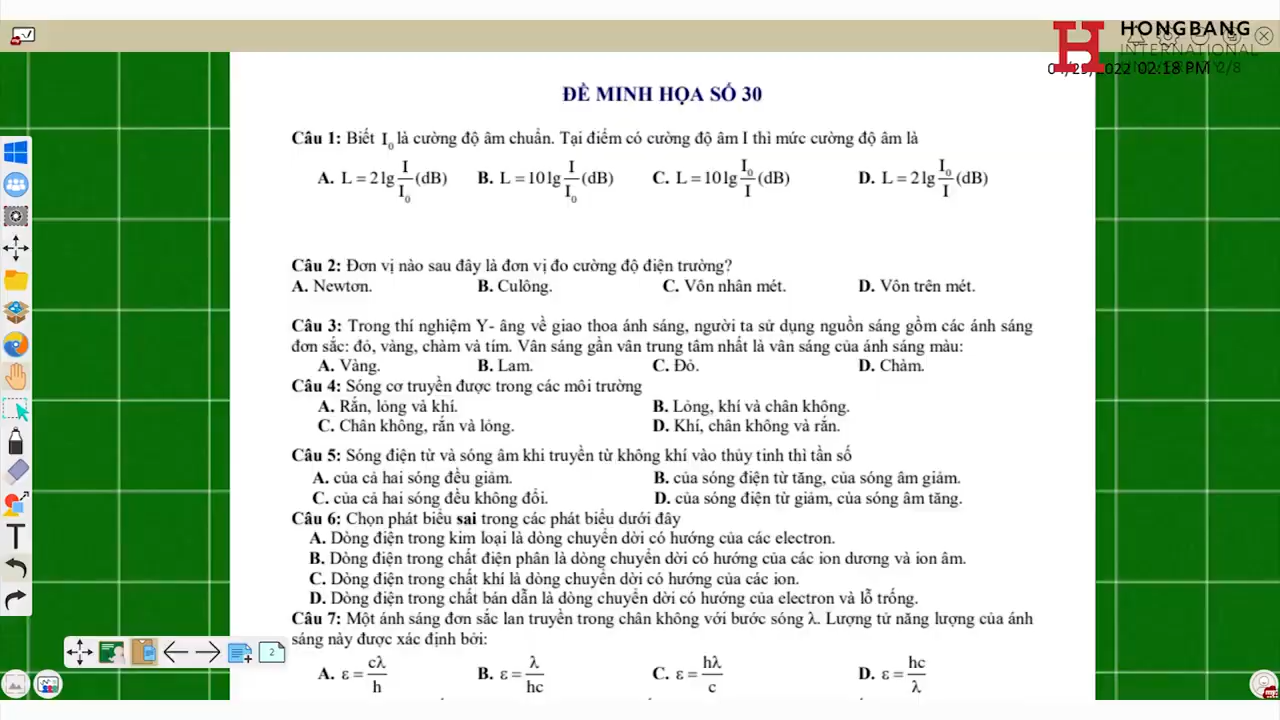 HONGBANG
INTERNATIONAL
UNIVERSITY
2022 02:18 PM 2/8
ĐỀ MINH HỌA SỐ 30
Câu 1: Biết I₀ là cường độ âm chuẩn. Tại điểm có cường độ âm I thì mức cường độ âm là
A. L = 2 lg I/I₀ (dB) B. L = 10 lg I/I₀ (dB) C. L = 10 lg I₀/I (dB) D. L = 2 lg I₀/I (dB)
Câu 2: Đơn vị nào sau đây là đơn vị đo cường độ điện trường?
A. Newtơn. B. Culông. C. Vôn nhân mét. D. Vôn trên mét.
Câu 3: Trong thí nghiệm Y- âng về giao thoa ánh sáng, người ta sử dụng nguồn sáng gồm các ánh sáng
đơn sắc: đỏ, vàng, chàm và tím. Vân sáng gần vân trung tâm nhất là vân sáng của ánh sáng màu:
A. Vàng. B. Lam. C. Đỏ. D. Chàm.
Câu 4: Sóng cơ truyền được trong các môi trường
A. Rắn, lỏng và khí. B. Lỏng, khí và chân không.
C. Chân không, rắn và lỏng. D. Khí, chân không và rắn.
Câu 5: Sóng điện từ và sóng âm khi truyền từ không khí vào thủy tinh thì tần số
A. của cả hai sóng đều giảm. B. của sóng điện từ tăng, của sóng âm giảm.
C. của cả hai sóng đều không đổi. D. của sóng điện từ giảm, của sóng âm tăng.
Câu 6: Chọn phát biểu sai trong các phát biểu dưới đây
A. Dòng điện trong kim loại là dòng chuyển dời có hướng của các electron.
B. Dòng điện trong chất điện phân là dòng chuyển dời có hướng của các ion dương và ion âm.
C. Dòng điện trong chất khí là dòng chuyển dời có hướng của các ion.
D. Dòng điện trong chất bán dẫn là dòng chuyển dời có hướng của electron và lỗ trống.
Câu 7: Một ánh sáng đơn sắc lan truyền trong chân không với bước sóng λ. Lượng tử năng lượng của ánh
sáng này được xác định bởi:
A. ε = cλ/h B. ε = λ/hc C. ε = hλ/c D. ε = hc/λ
2